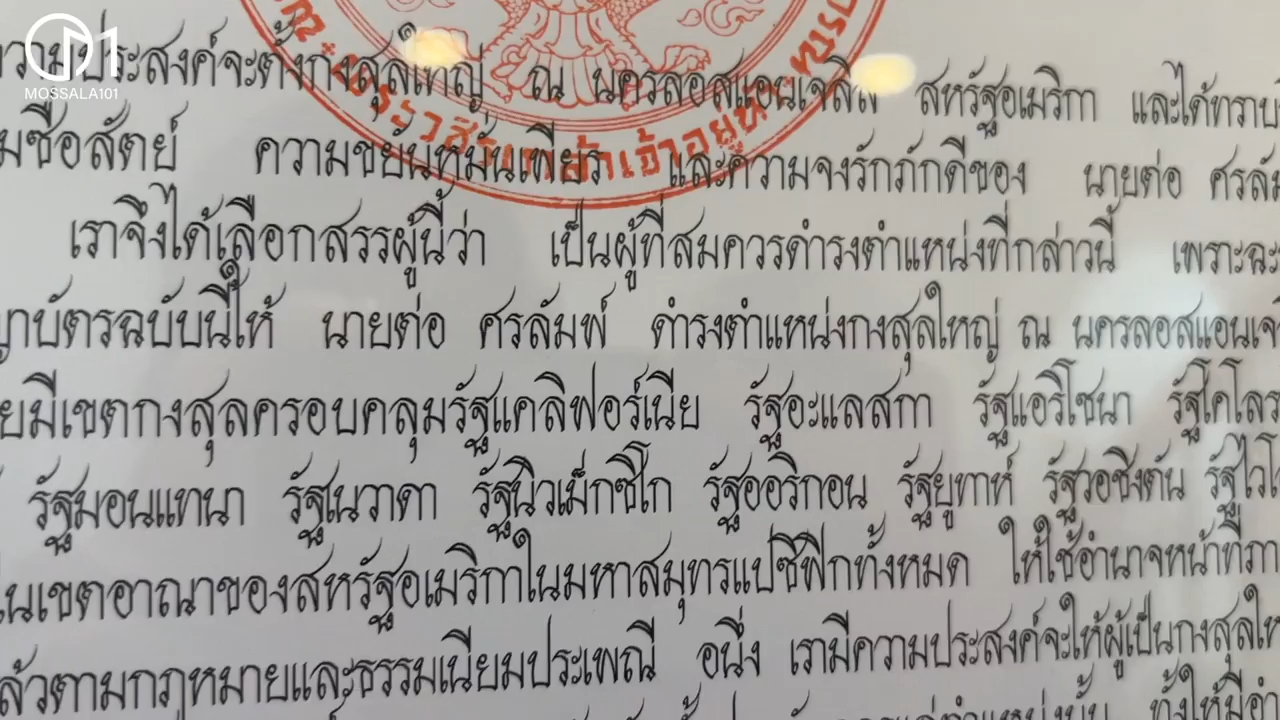 MOSSALA101
ความประสงค์จะตั้งกงสุลใหญ่ ณ นครลอสแอนเจลิส สหรัฐอเมริกา และได้ทราบ
ซื่อสัตย์ ความขยันหมั่นเพียร และความจงรักภักดีของ นายต่อ ศรลัม
เราจึงได้เลือกสรรผู้นี้ว่า เป็นผู้ที่สมควรดำรงตำแหน่งที่กล่าวนี้ เพราะฉะ
ญาบัตรฉบับนี้ให้ นายต่อ ศรลัมพ์ ดำรงตำแหน่งกงสุลใหญ่ ณ นครลอสแอนเจ
ยมีเขตกงสุลครอบคลุมรัฐแคลิฟอร์เนีย รัฐอะแลสกา รัฐแอริโซนา รัฐโคโลร
รัฐมอนแทนา รัฐเนวาดา รัฐนิวเม็กซิโก รัฐออริกอน รัฐยูทาห์ รัฐวอชิงตัน รัฐไวโ
ในเขตอาณาของสหรัฐอเมริกาในมหาสมุทรแปซิฟิกทั้งหมด ให้ใช้อำนาจหน้าที่กา
ล้วตามกฎหมายและธรรมเนียมประเพณี อนึ่ง เรามีความประสงค์จะให้ผู้เป็นกงสุลให
ทั้งให้มีอำ